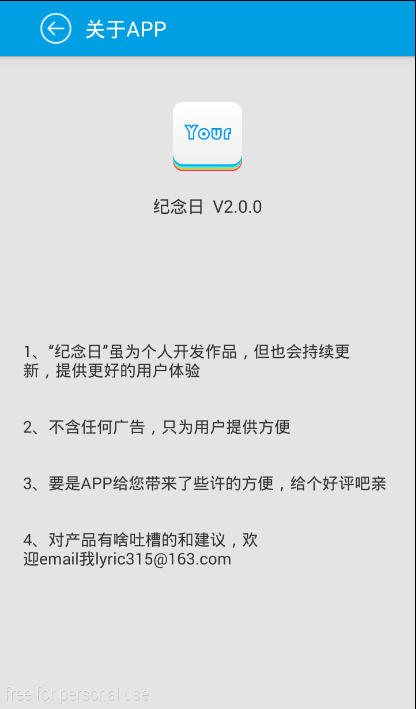 关于APP
Your
纪念日 V2.0.0
1、“纪念日”虽为个人开发作品，但也会持续更
新，提供更好的用户体验
2、不含任何广告，只为用户提供方便
3、要是APP给您带来了些许的方便，给个好评吧亲
4、对产品有啥吐槽的和建议，欢
迎email我lyric315@163.com
free for personal use